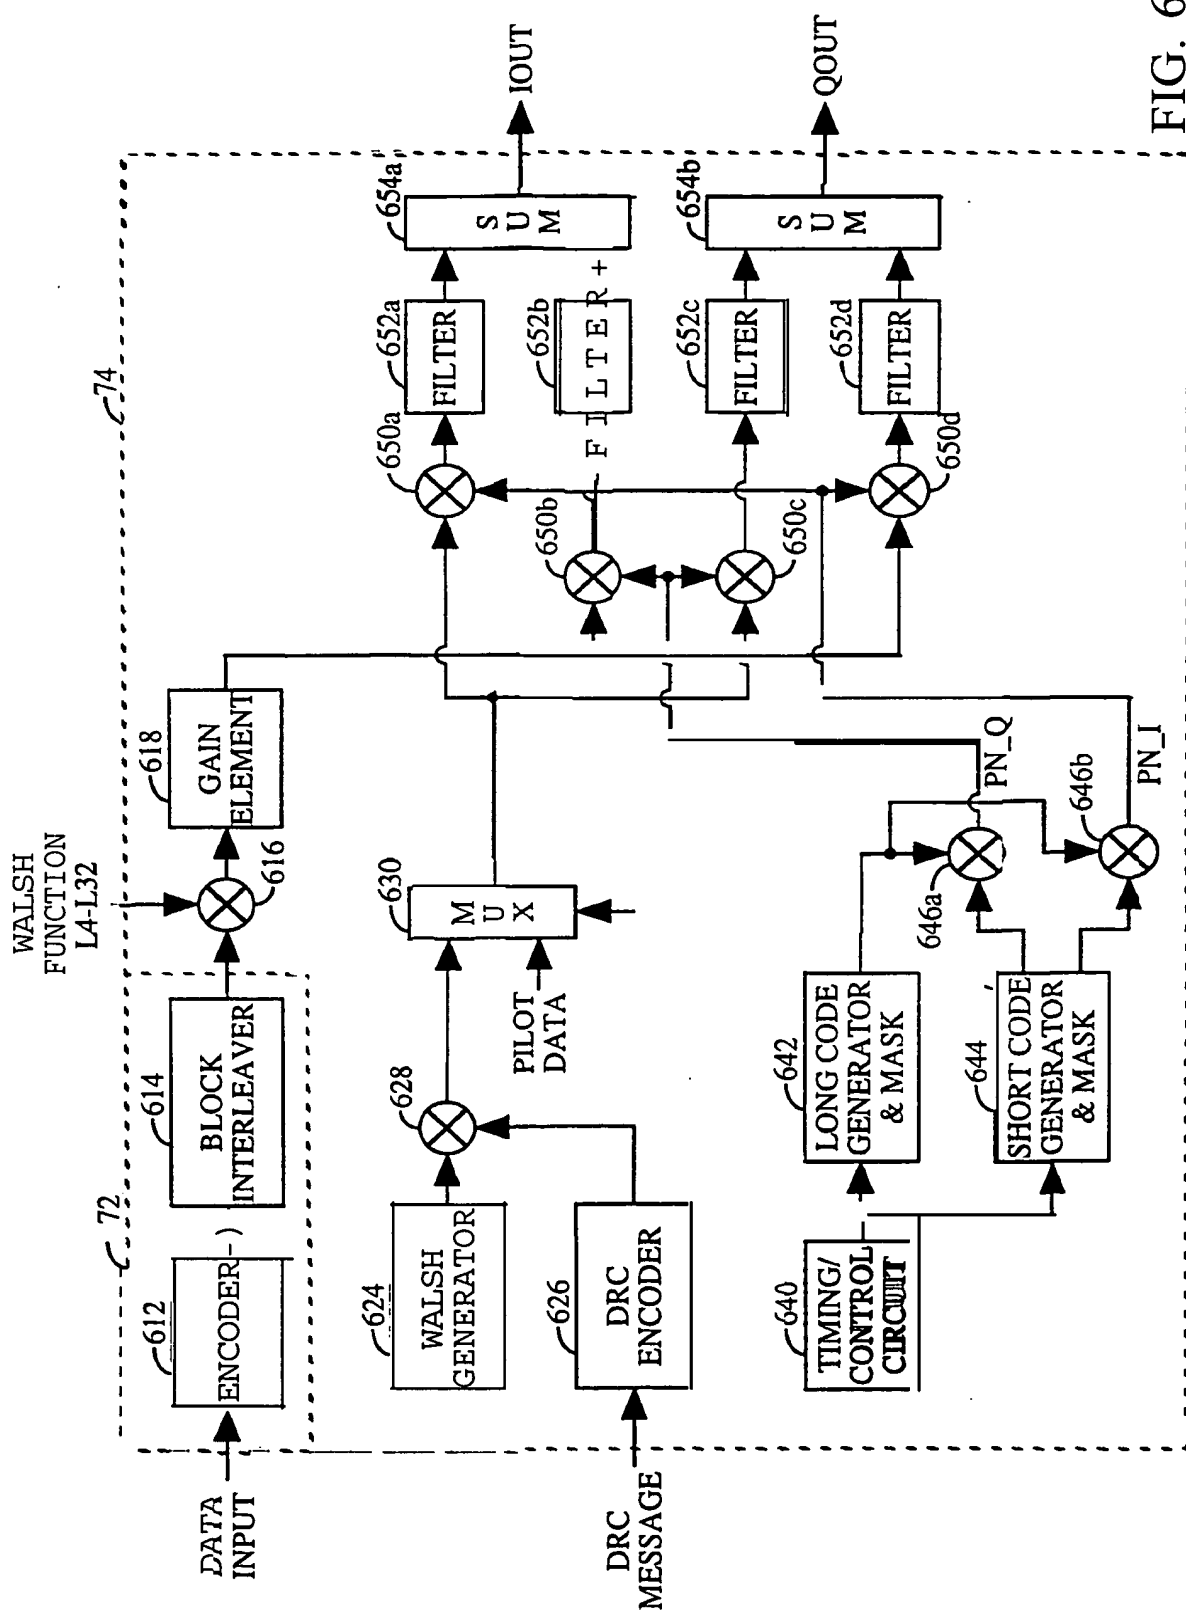 WALSH
FUNCTION
L4-L32
72
74
612
614
616
618
DATA
INPUT
ENCODER-)
BLOCK
INTERLEAVER
GAIN
ELEMENT
624
628
630
WALSH
GENERATOR
MUX
626
DRC
MESSAGE
DRC
ENCODER
PILOT
DATA
640
TIMING/
CONTROL
CIRCUIT
642
LONG CODE
GENERATOR
& MASK
644
SHORT CODE
GENERATOR
& MASK
646a
646b
PN_Q
PN_I
650a
650b
650c
650d
652a
FILTER
652b
FILTER+
652c
FILTER
652d
FILTER
654a
SUM
654b
SUM
IOUT
QOUT
FIG. 6